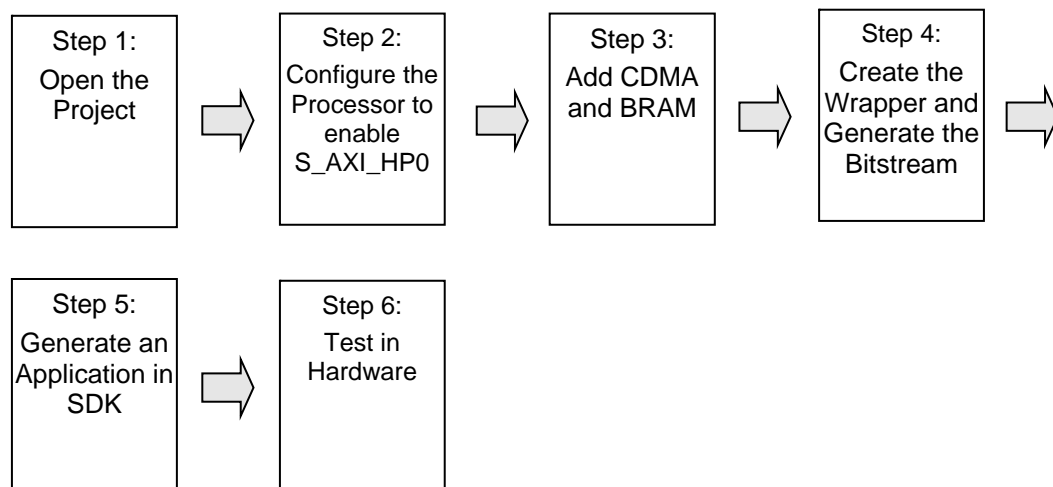 Step 1:
Open the
Project
Step 2:
Configure the
Processor to
enable
S_AXI_HP0
Step 3:
Add CDMA
and BRAM
Step 4:
Create the
Wrapper and
Generate the
Bitstream
Step 5:
Generate an
Application in
SDK
Step 6:
Test in
Hardware